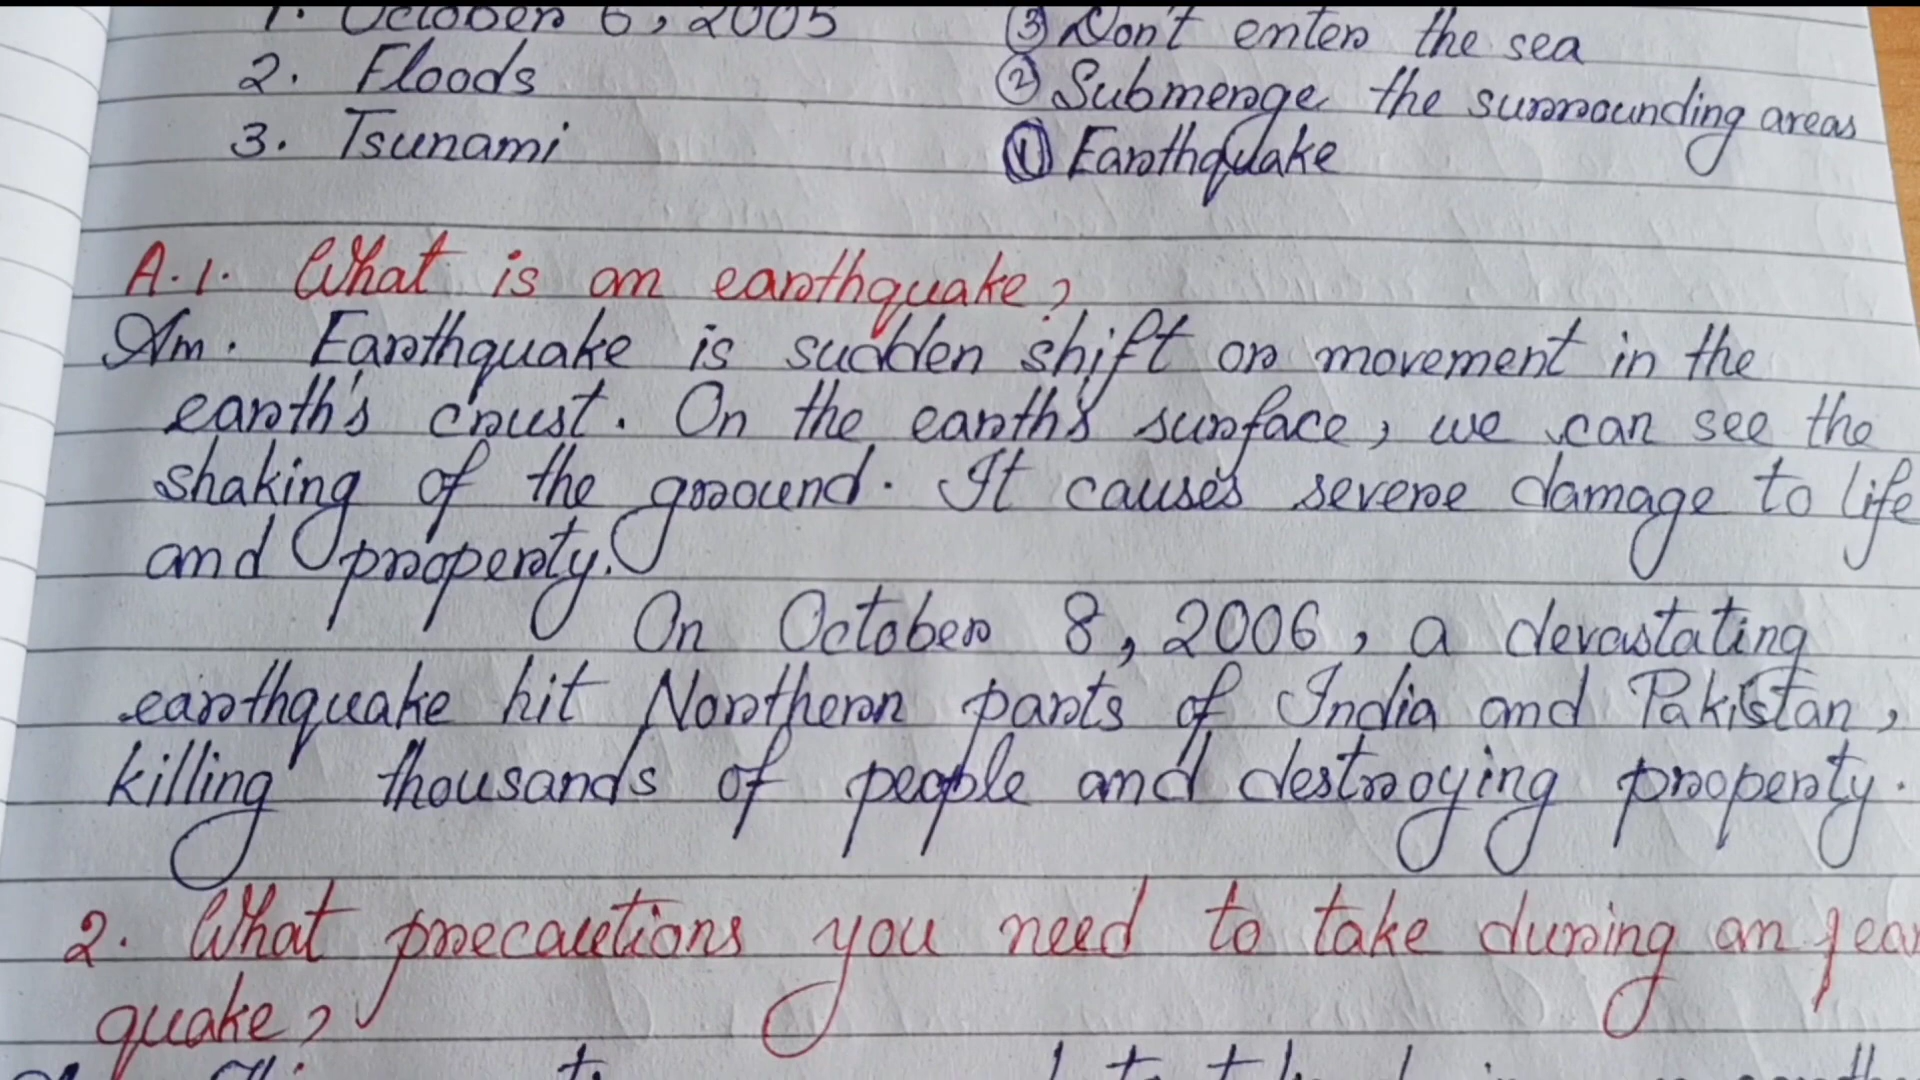 1. October 6, 2005 ③ Don't enter the sea
2. Floods ② Submerge the surrounding areas
3. Tsunami ① Earthquake
A.1. What is an earthquake?
Ans. Earthquake is sudden shift or movement in the
earth's crust. On the earth's surface, we can see the
shaking of the ground. It causes severe damage to life
and property.
On October 8, 2006, a devastating
earthquake hit Northern parts of India and Pakistan,
killing thousands of people and destroying property.
2. What precautions you need to take during an ear
quake?